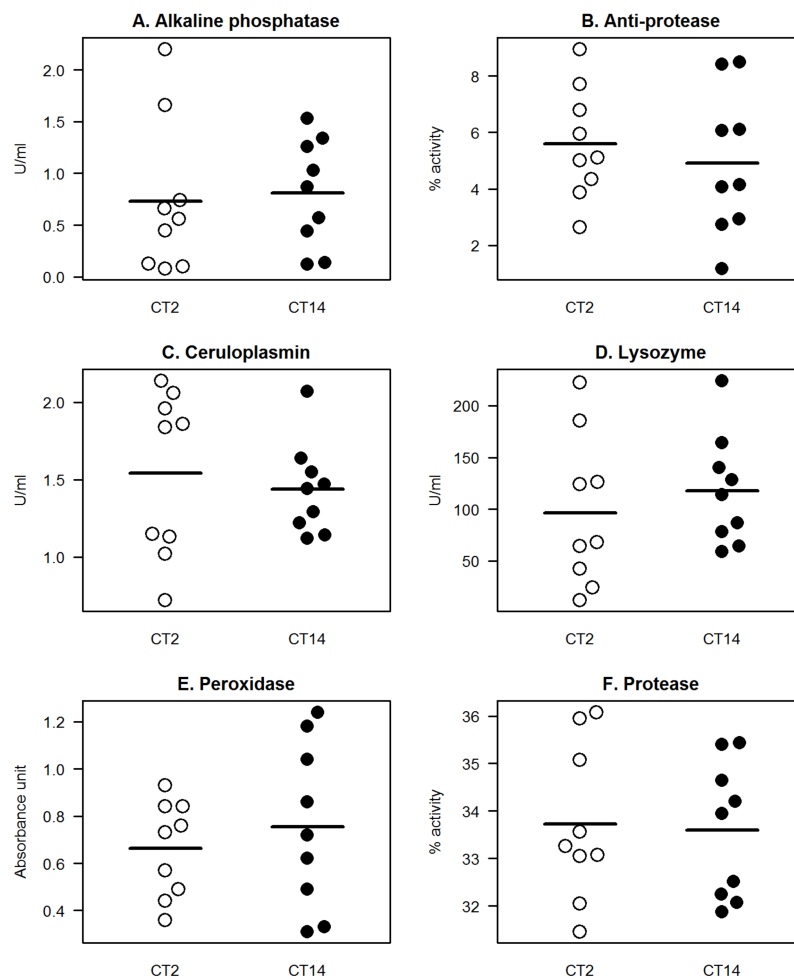 A. Alkaline phosphatase
U/ml
2.0
1.5
1.0
0.5
0.0
CT2 CT14
B. Anti-protease
% activity
8
6
4
2
CT2 CT14
C. Ceruloplasmin
U/ml
2.0
1.5
1.0
CT2 CT14
D. Lysozyme
U/ml
200
150
100
50
CT2 CT14
E. Peroxidase
Absorbance unit
1.2
1.0
0.8
0.6
0.4
CT2 CT14
F. Protease
% activity
36
35
34
33
32
CT2 CT14